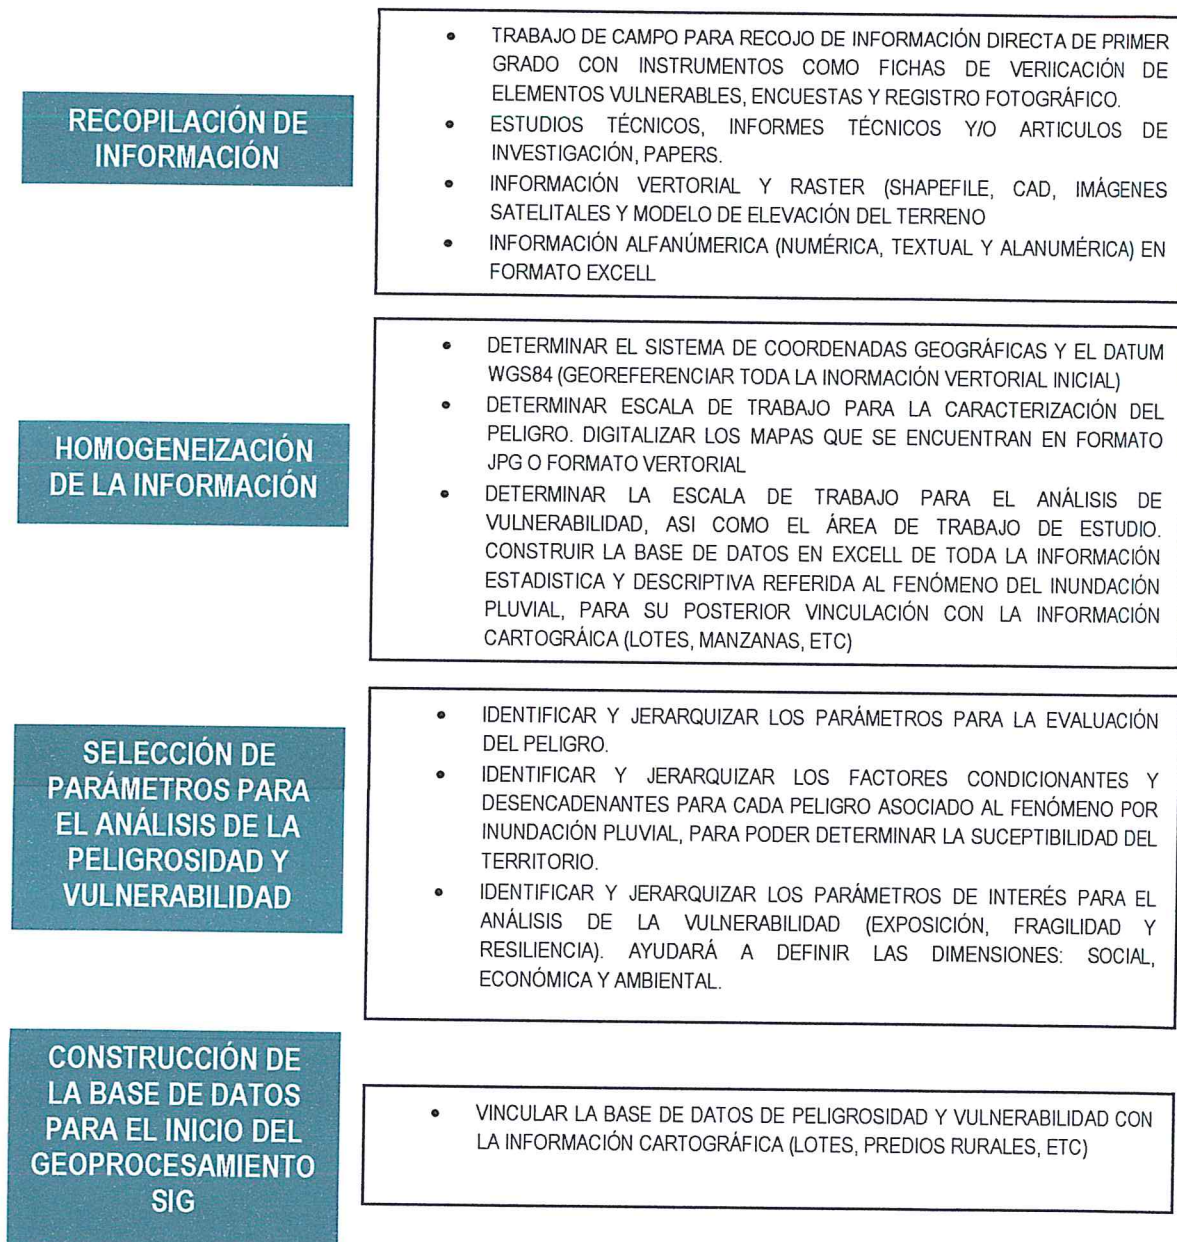 RECOPILACIÓN DE
INFORMACIÓN
• TRABAJO DE CAMPO PARA RECOJO DE INFORMACIÓN DIRECTA DE PRIMER
GRADO CON INSTRUMENTOS COMO FICHAS DE VERIICACIÓN DE
ELEMENTOS VULNERABLES, ENCUESTAS Y REGISTRO FOTOGRÁFICO.
• ESTUDIOS TÉCNICOS, INFORMES TÉCNICOS Y/O ARTICULOS DE
INVESTIGACIÓN, PAPERS.
• INFORMACIÓN VERTORIAL Y RASTER (SHAPEFILE, CAD, IMÁGENES
SATELITALES Y MODELO DE ELEVACIÓN DEL TERRENO
• INFORMACIÓN ALFANÚMERICA (NUMÉRICA, TEXTUAL Y ALANUMÉRICA) EN
FORMATO EXCELL
HOMOGENEIZACIÓN
DE LA INFORMACIÓN
• DETERMINAR EL SISTEMA DE COORDENADAS GEOGRÁFICAS Y EL DATUM
WGS84 (GEOREFERENCIAR TODA LA INORMACIÓN VERTORIAL INICIAL)
• DETERMINAR ESCALA DE TRABAJO PARA LA CARACTERIZACIÓN DEL
PELIGRO. DIGITALIZAR LOS MAPAS QUE SE ENCUENTRAN EN FORMATO
JPG O FORMATO VERTORIAL
• DETERMINAR LA ESCALA DE TRABAJO PARA EL ANÁLISIS DE
VULNERABILIDAD, ASI COMO EL ÁREA DE TRABAJO DE ESTUDIO.
CONSTRUIR LA BASE DE DATOS EN EXCELL DE TODA LA INFORMACIÓN
ESTADISTICA Y DESCRIPTIVA REFERIDA AL FENÓMENO DEL INUNDACIÓN
PLUVIAL, PARA SU POSTERIOR VINCULACIÓN CON LA INFORMACIÓN
CARTOGRÁICA (LOTES, MANZANAS, ETC)
SELECCIÓN DE
PARÁMETROS PARA
EL ANÁLISIS DE LA
PELIGROSIDAD Y
VULNERABILIDAD
• IDENTIFICAR Y JERARQUIZAR LOS PARÁMETROS PARA LA EVALUACIÓN
DEL PELIGRO.
• IDENTIFICAR Y JERARQUIZAR LOS FACTORES CONDICIONANTES Y
DESENCADENANTES PARA CADA PELIGRO ASOCIADO AL FENÓMENO POR
INUNDACIÓN PLUVIAL, PARA PODER DETERMINAR LA SUCEPTIBILIDAD DEL
TERRITORIO.
• IDENTIFICAR Y JERARQUIZAR LOS PARÁMETROS DE INTERÉS PARA EL
ANÁLISIS DE LA VULNERABILIDAD (EXPOSICIÓN, FRAGILIDAD Y
RESILIENCIA). AYUDARÁ A DEFINIR LAS DIMENSIONES: SOCIAL,
ECONÓMICA Y AMBIENTAL.
CONSTRUCCIÓN DE
LA BASE DE DATOS
PARA EL INICIO DEL
GEOPROCESAMIENTO
SIG
• VINCULAR LA BASE DE DATOS DE PELIGROSIDAD Y VULNERABILIDAD CON
LA INFORMACIÓN CARTOGRÁFICA (LOTES, PREDIOS RURALES, ETC)